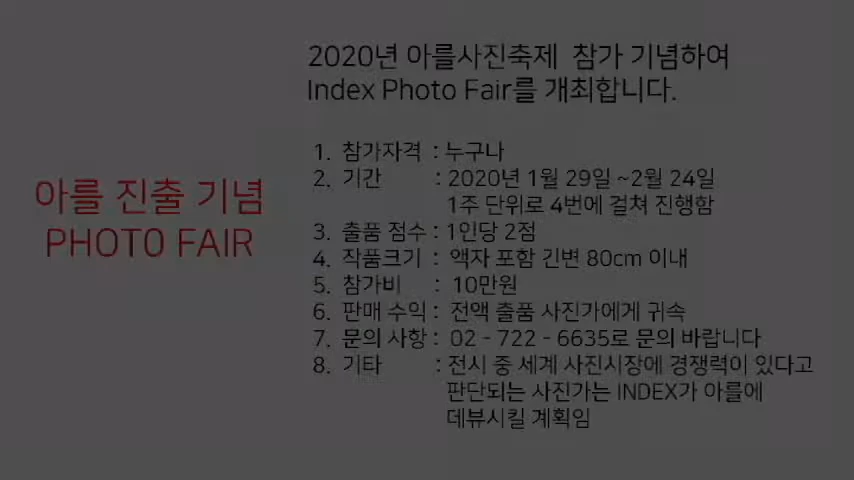 아를 진출 기념
PHOTO FAIR
2020년 아를사진축제 참가 기념하여
Index Photo Fair를 개최합니다.
1. 참가자격 : 누구나
2. 기간 : 2020년 1월 29일 ~2월 24일
1주 단위로 4번에 걸쳐 진행함
3. 출품 점수 : 1인당 2점
4. 작품크기 : 액자 포함 긴변 80cm 이내
5. 참가비 : 10만원
6. 판매 수익 : 전액 출품 사진가에게 귀속
7. 문의 사항 : 02 - 722 - 6635로 문의 바랍니다
8. 기타 : 전시 중 세계 사진시장에 경쟁력이 있다고
판단되는 사진가는 INDEX가 아를에
데뷰시킬 계획임